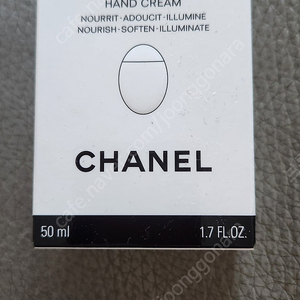 HAND CREAM
NOURRIT-ADOUCIT-ILLUMINE
NOURISH-SOFTEN-ILLUMINATE
CHANEL
50 ml 1.7 FL.OZ.